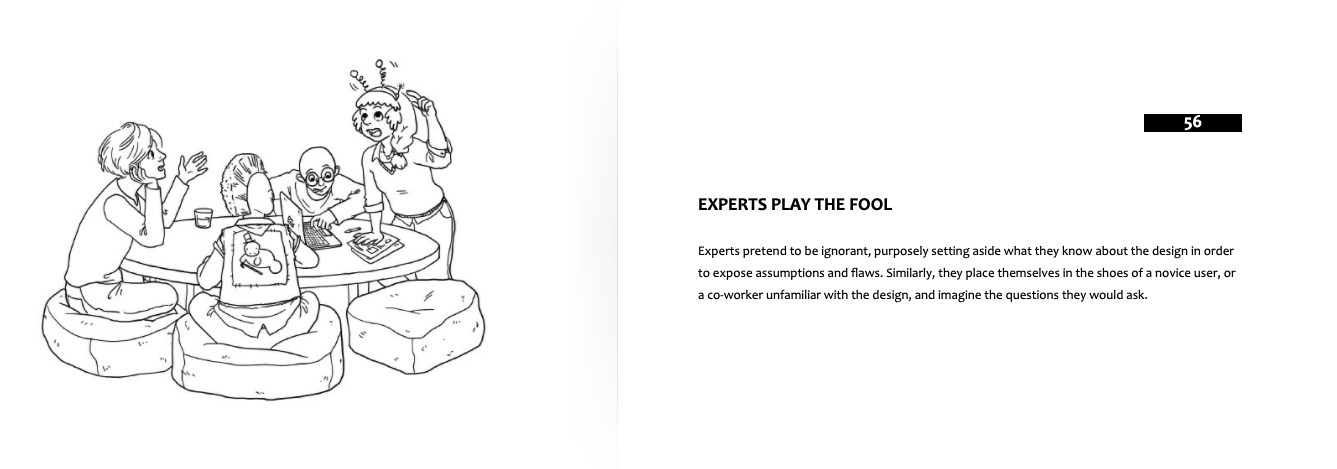 56
EXPERTS PLAY THE FOOL
Experts pretend to be ignorant, purposely setting aside what they know about the design in order
to expose assumptions and flaws. Similarly, they place themselves in the shoes of a novice user, or
a co-worker unfamiliar with the design, and imagine the questions they would ask.